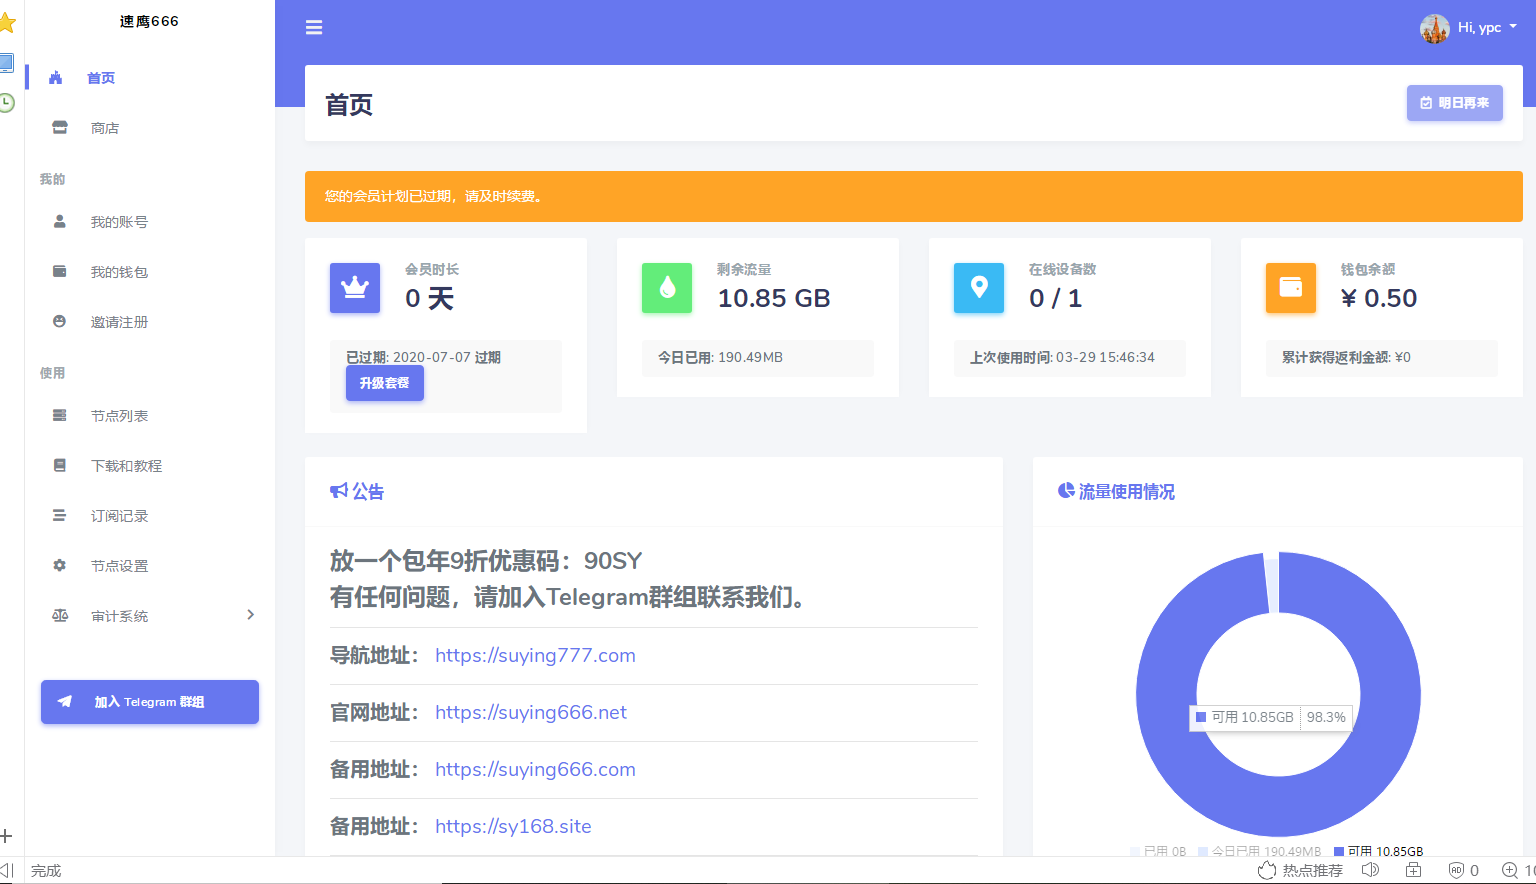 速鹰666
首页
商店
我的
我的账号
我的钱包
邀请注册
使用
节点列表
下载和教程
订阅记录
节点设置
审计系统
加入 Telegram 群组
Hi, ypc
首页
明日再来
您的会员计划已过期，请及时续费。
会员时长
0 天
已过期: 2020-07-07 过期
升级套餐
剩余流量
10.85 GB
今日已用: 190.49MB
在线设备数
0 / 1
上次使用时间: 03-29 15:46:34
钱包余额
¥ 0.50
累计获得返利金额: ¥0
公告
放一个包年9折优惠码：90SY
有任何问题，请加入Telegram群组联系我们。
导航地址： https://suying777.com
官网地址： https://suying666.net
备用地址： https://suying666.com
备用地址： https://sy168.site
流量使用情况
可用 10.85GB 98.3%
已用 0B 今日已用 190.49MB 可用 10.85GB
完成
热点推荐
AD 0